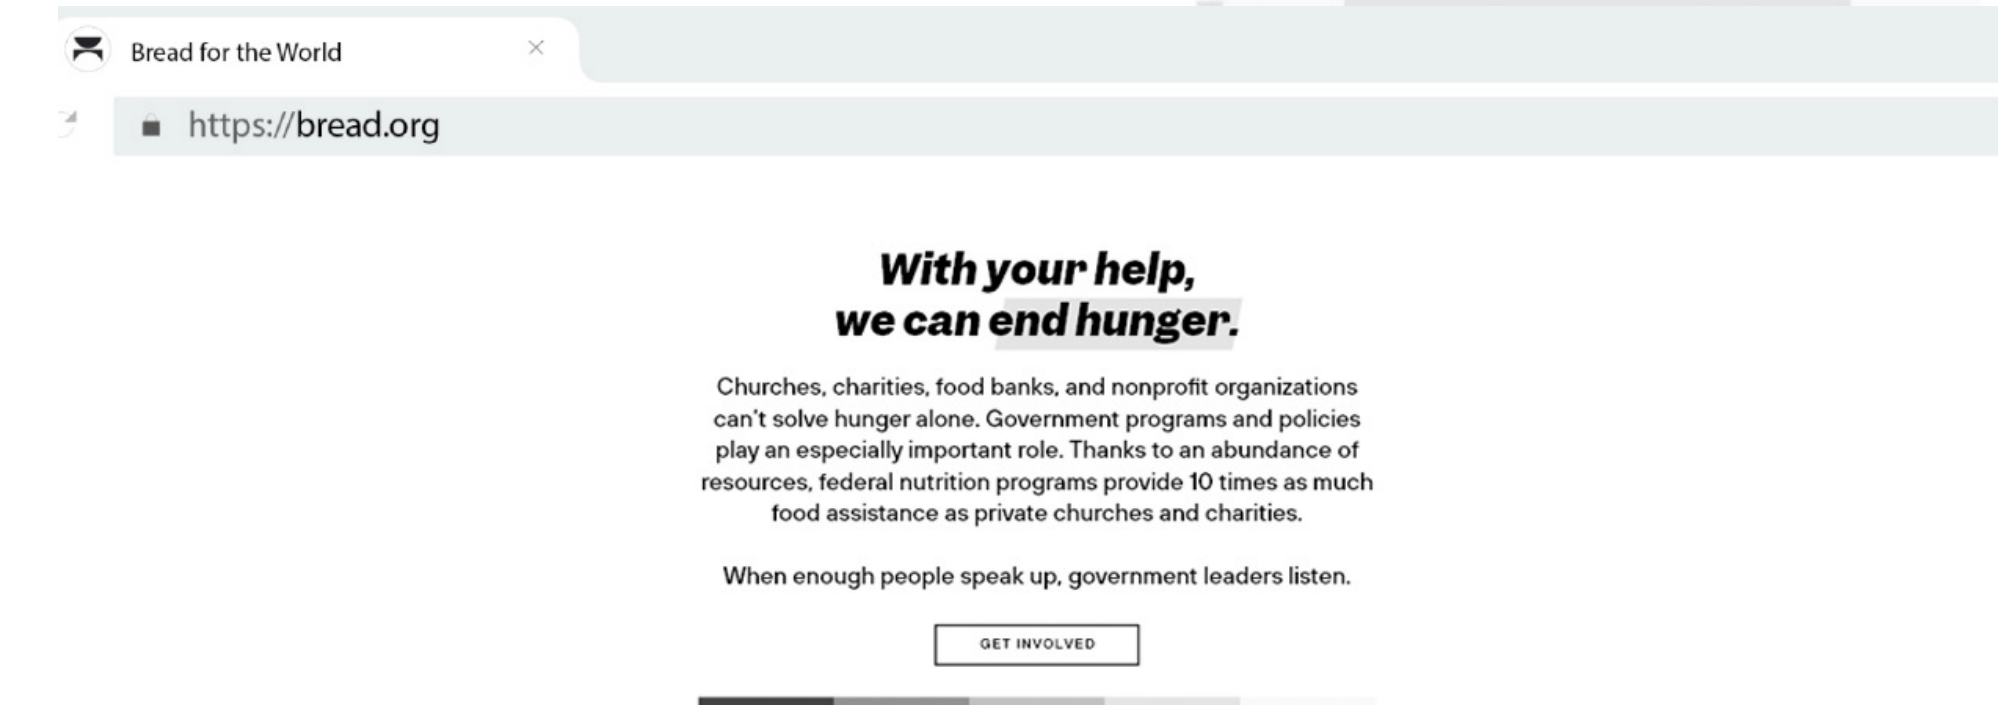 Bread for the World
https://bread.org
With your help,
we can end hunger.
Churches, charities, food banks, and nonprofit organizations
can't solve hunger alone. Government programs and policies
play an especially important role. Thanks to an abundance of
resources, federal nutrition programs provide 10 times as much
food assistance as private churches and charities.
When enough people speak up, government leaders listen.
GET INVOLVED